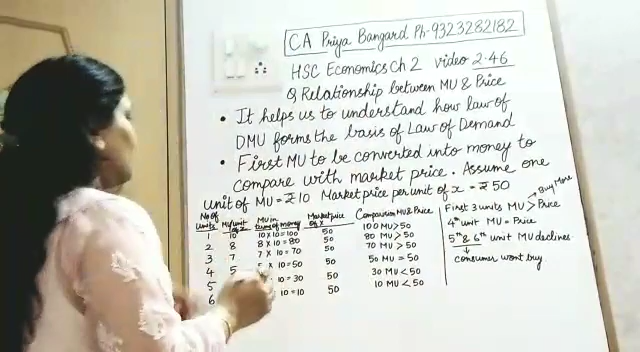 CA Priya Bangard Ph-9323282182
HSC Economics Ch 2 video 2.46
Q Relationship between MU & Price
• It helps us to understand how law of
DMU forms the basis of Law of Demand
• First MU to be converted into money to
compare with market price. Assume one
unit of MU = ₹10 Market price per unit of x = ₹50
No of Units MU/unit of x MU in terms of money Market price of X Comparison MU & Price
1 10 10 x 10 = 100 50 100 MU > 50
2 8 8 x 10 = 80 50 80 MU > 50
3 7 7 x 10 = 70 50 70 MU > 50
4 5 5 x 10 = 50 50 50 MU = 50
5 10 = 30 50 30 MU < 50
6 10 = 10 50 10 MU < 50
Buy More
First 3 units MU > Price
4th unit MU = Price
5th & 6th unit MU declines
consumer wont buy